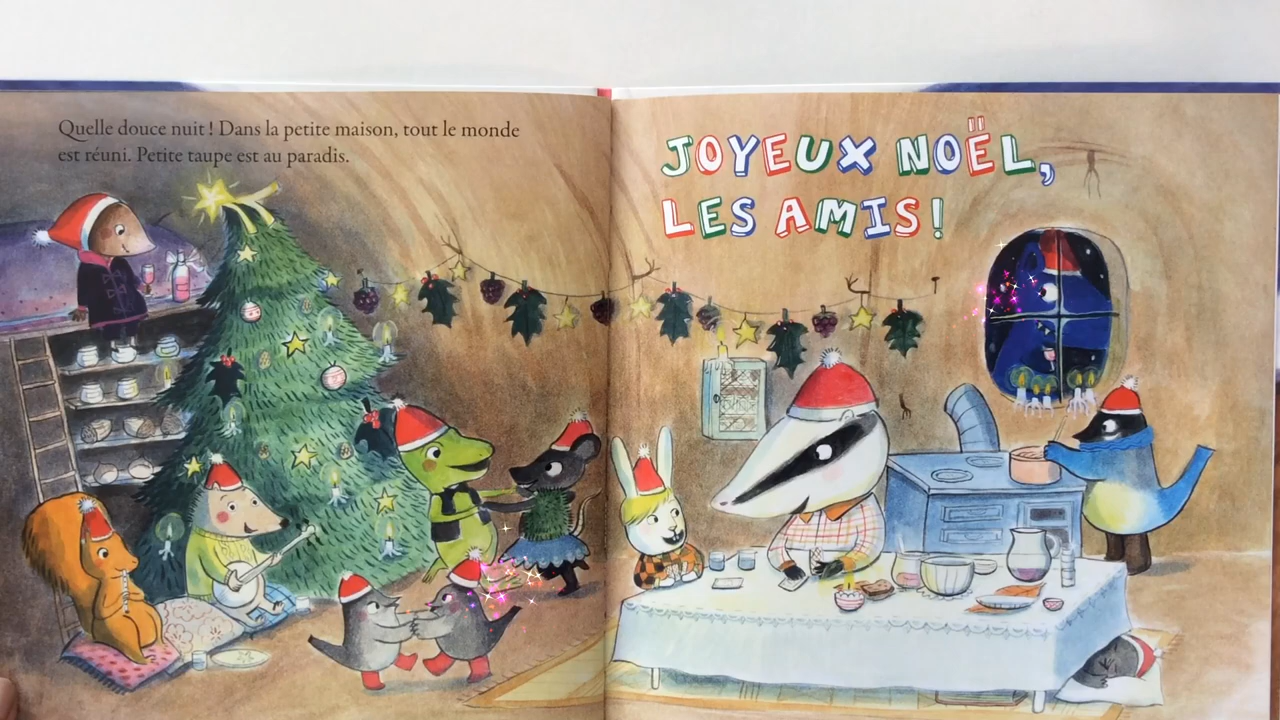 Quelle douce nuit ! Dans la petite maison, tout le monde
est réuni. Petite taupe est au paradis.
JOYEUX NOËL,
LES AMIS !